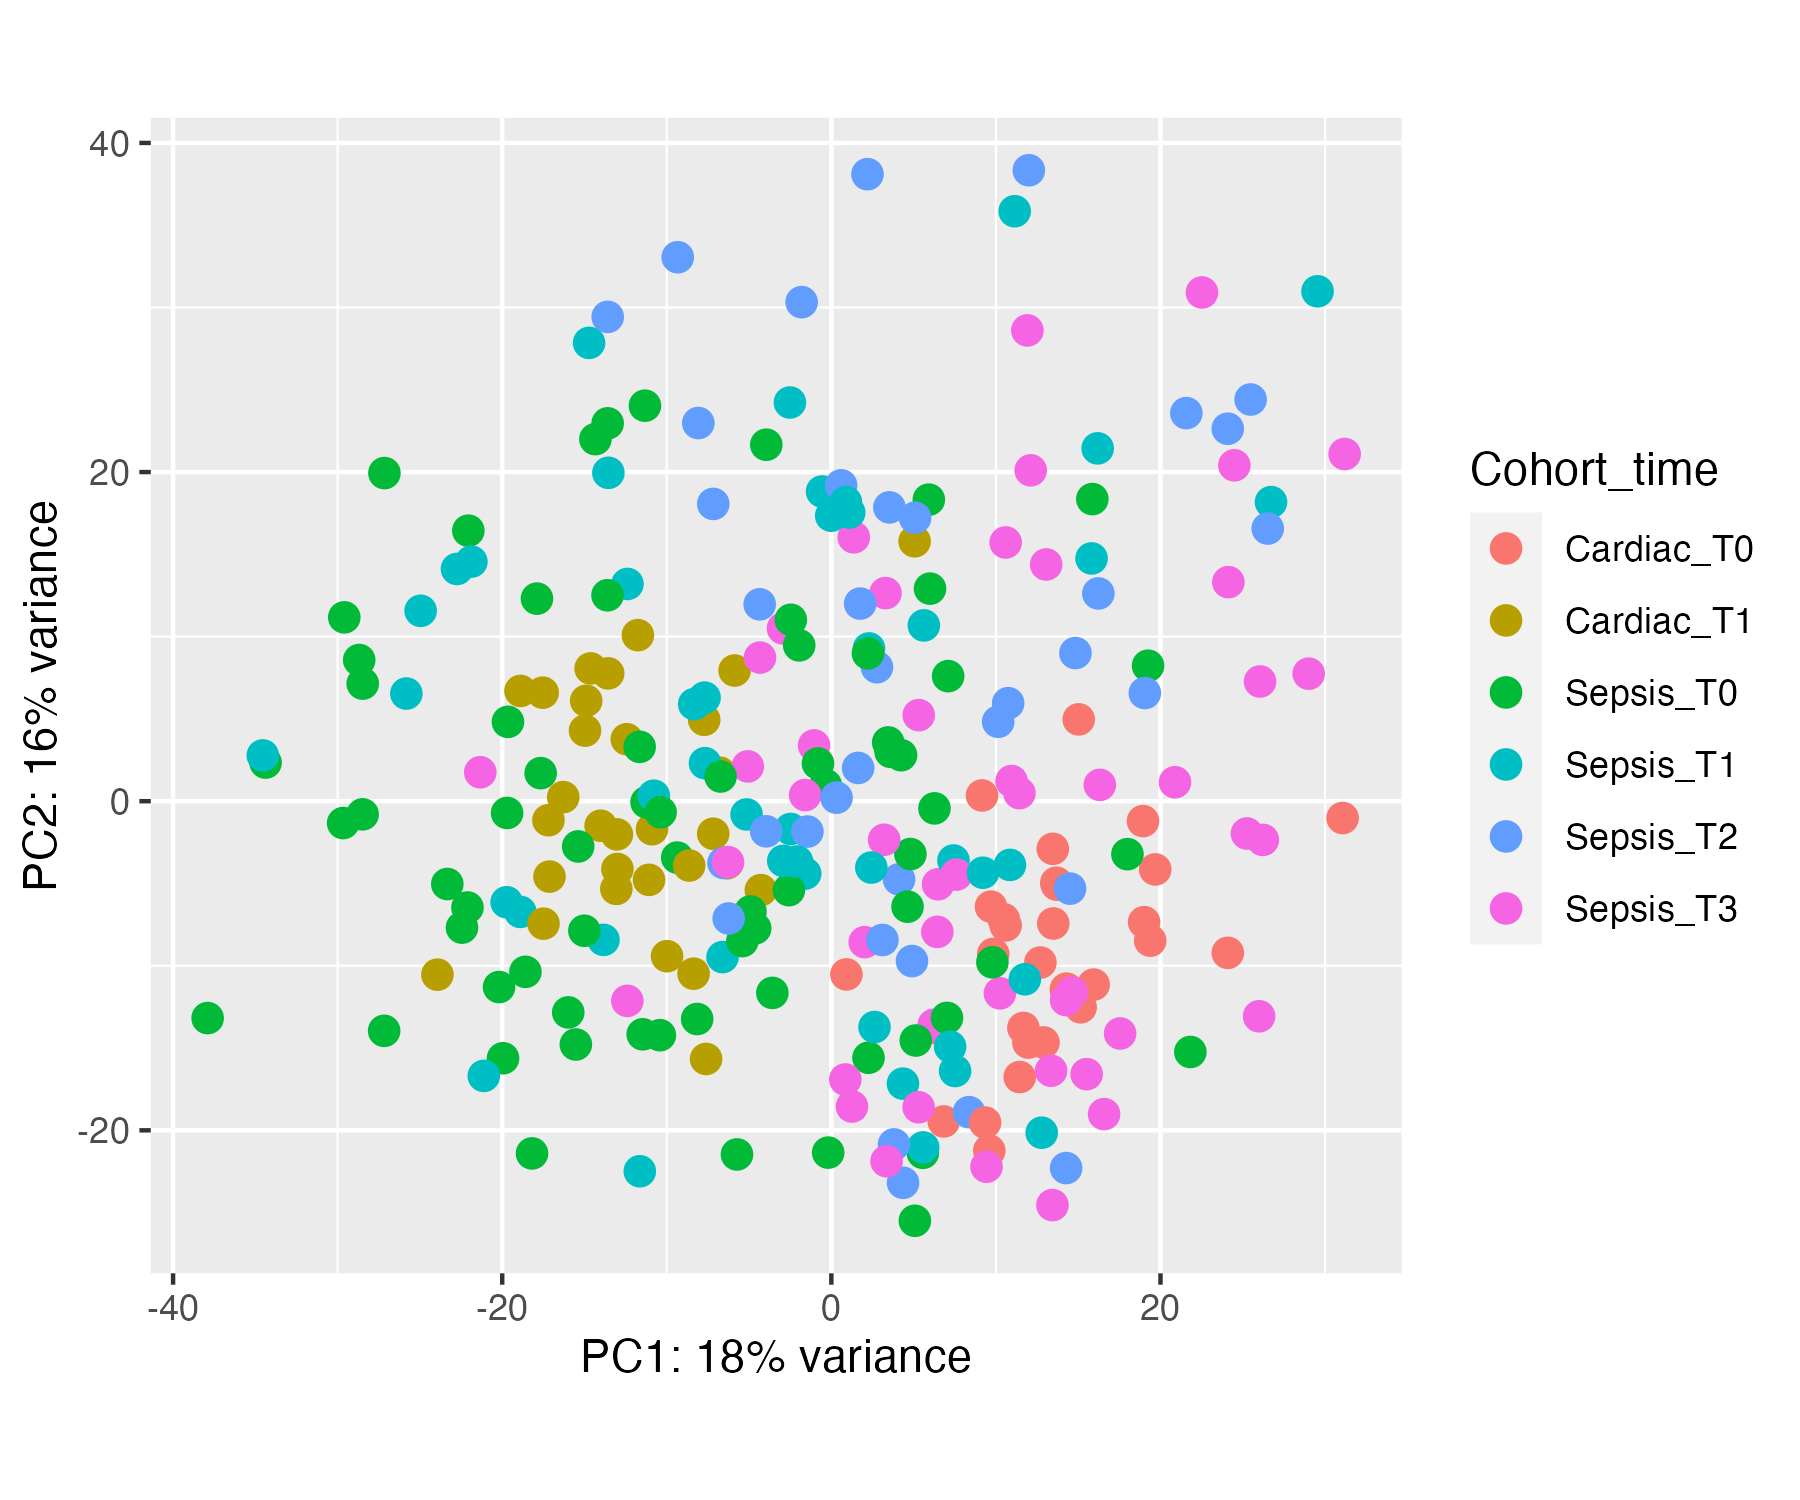 40
20
0
-20
PC2: 16% variance
-40
-20
0
20
PC1: 18% variance
Cohort_time
Cardiac_T0
Cardiac_T1
Sepsis_T0
Sepsis_T1
Sepsis_T2
Sepsis_T3